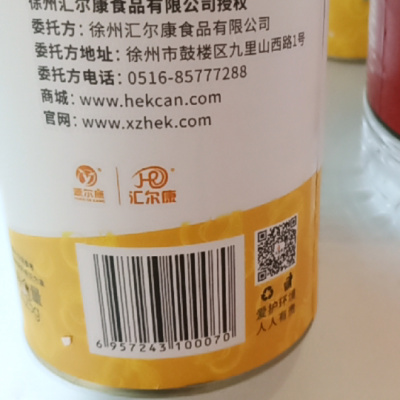 徐州汇尔康食品有限公司授权
委托方：徐州汇尔康食品有限公司
委托方地址：徐州市鼓楼区九里山西路1号
委托方电话：0516-85777288
商城：www.hekcan.com
官网：www.xzhek.com
汇尔康
爱护环境
人人有责
6 957243 100070